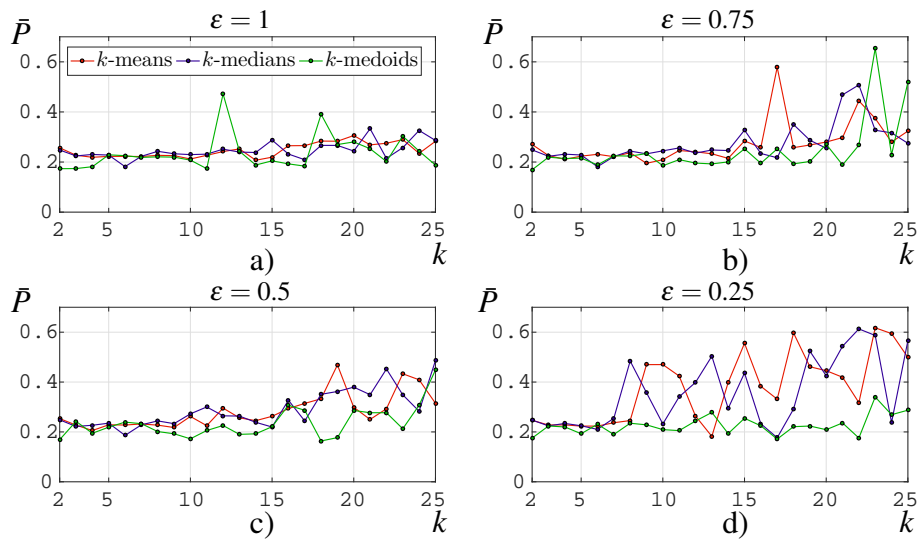 ε = 1
P̄
0.6
0.4
0.2
0
k-means k-medians k-medoids
2 5 10 15 20 25
k
a)
ε = 0.75
P̄
0.6
0.4
0.2
0
2 5 10 15 20 25
k
b)
ε = 0.5
P̄
0.6
0.4
0.2
0
2 5 10 15 20 25
k
c)
ε = 0.25
P̄
0.6
0.4
0.2
0
2 5 10 15 20 25
k
d)